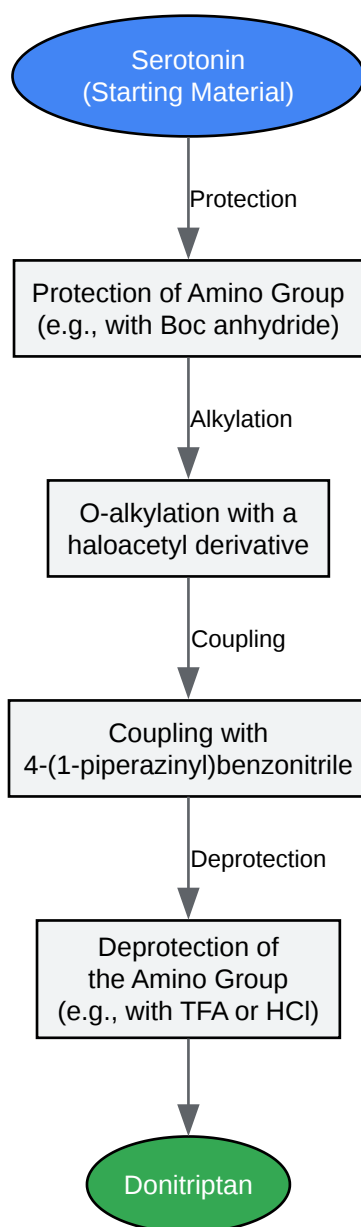 Serotonin
(Starting Material)
Protection
Protection of Amino Group
(e.g., with Boc anhydride)
Alkylation
O-alkylation with a
haloacetyl derivative
Coupling
Coupling with
4-(1-piperazinyl)benzonitrile
Deprotection
Deprotection of
the Amino Group
(e.g., with TFA or HCl)
Donitriptan